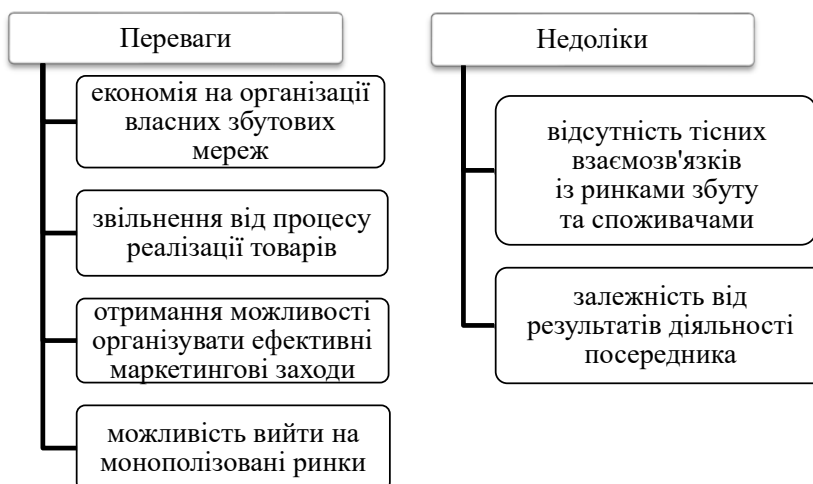 Переваги
економія на організації
власних збутових
мереж
звільнення від процесу
реалізації товарів
отримання можливості
організувати ефективні
маркетингові заходи
можливість вийти на
монополізовані ринки
Недоліки
відсутність тісних
взаємозв'язків
із ринками збуту
та споживачами
залежність від
результатів діяльності
посередника